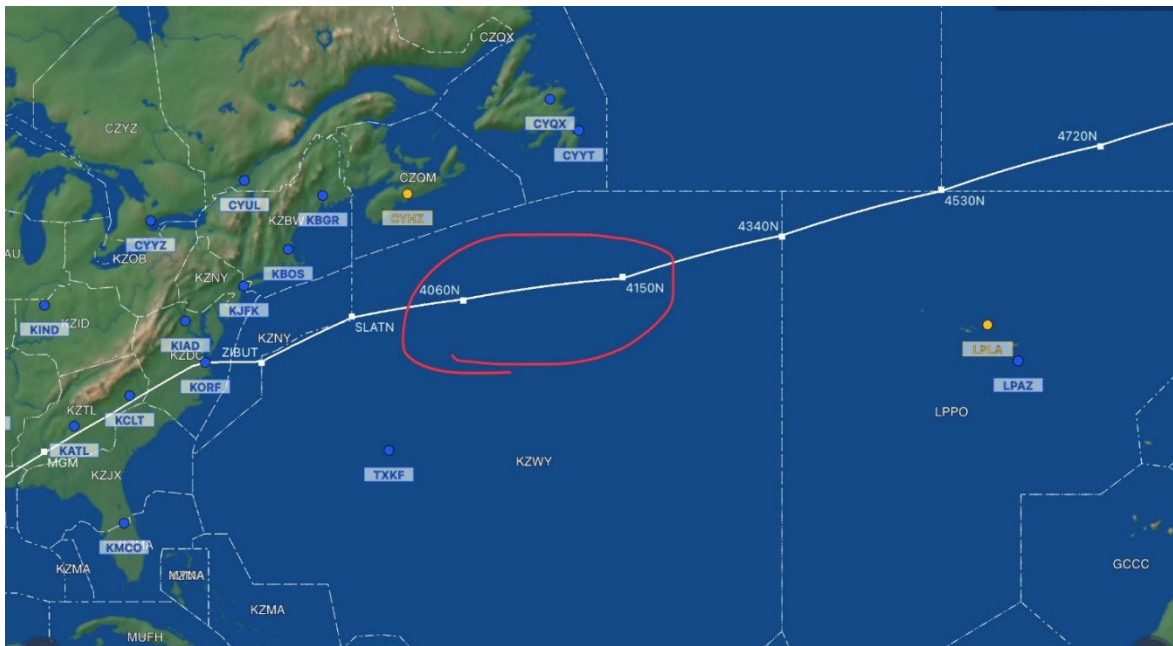 CZQX
CZYZ
CYQX
4720N
CYYT
CZQM
CYUL
KBGR
4530N
CYHZ
KZBW
4340N
CYYZ
AU
KZOB
KBOS
KZNY
4150N
KJFK
4060N
KIND
KZID
SLATN
KIAD
KZNY
LPLA
ZIBUT
KZDC
KORF
LPAZ
KZTL
KCLT
LPPO
KATL
MGM
KZWY
KZJX
TXKF
KMCO
KZMA
GCCC
KZMA
MUFH